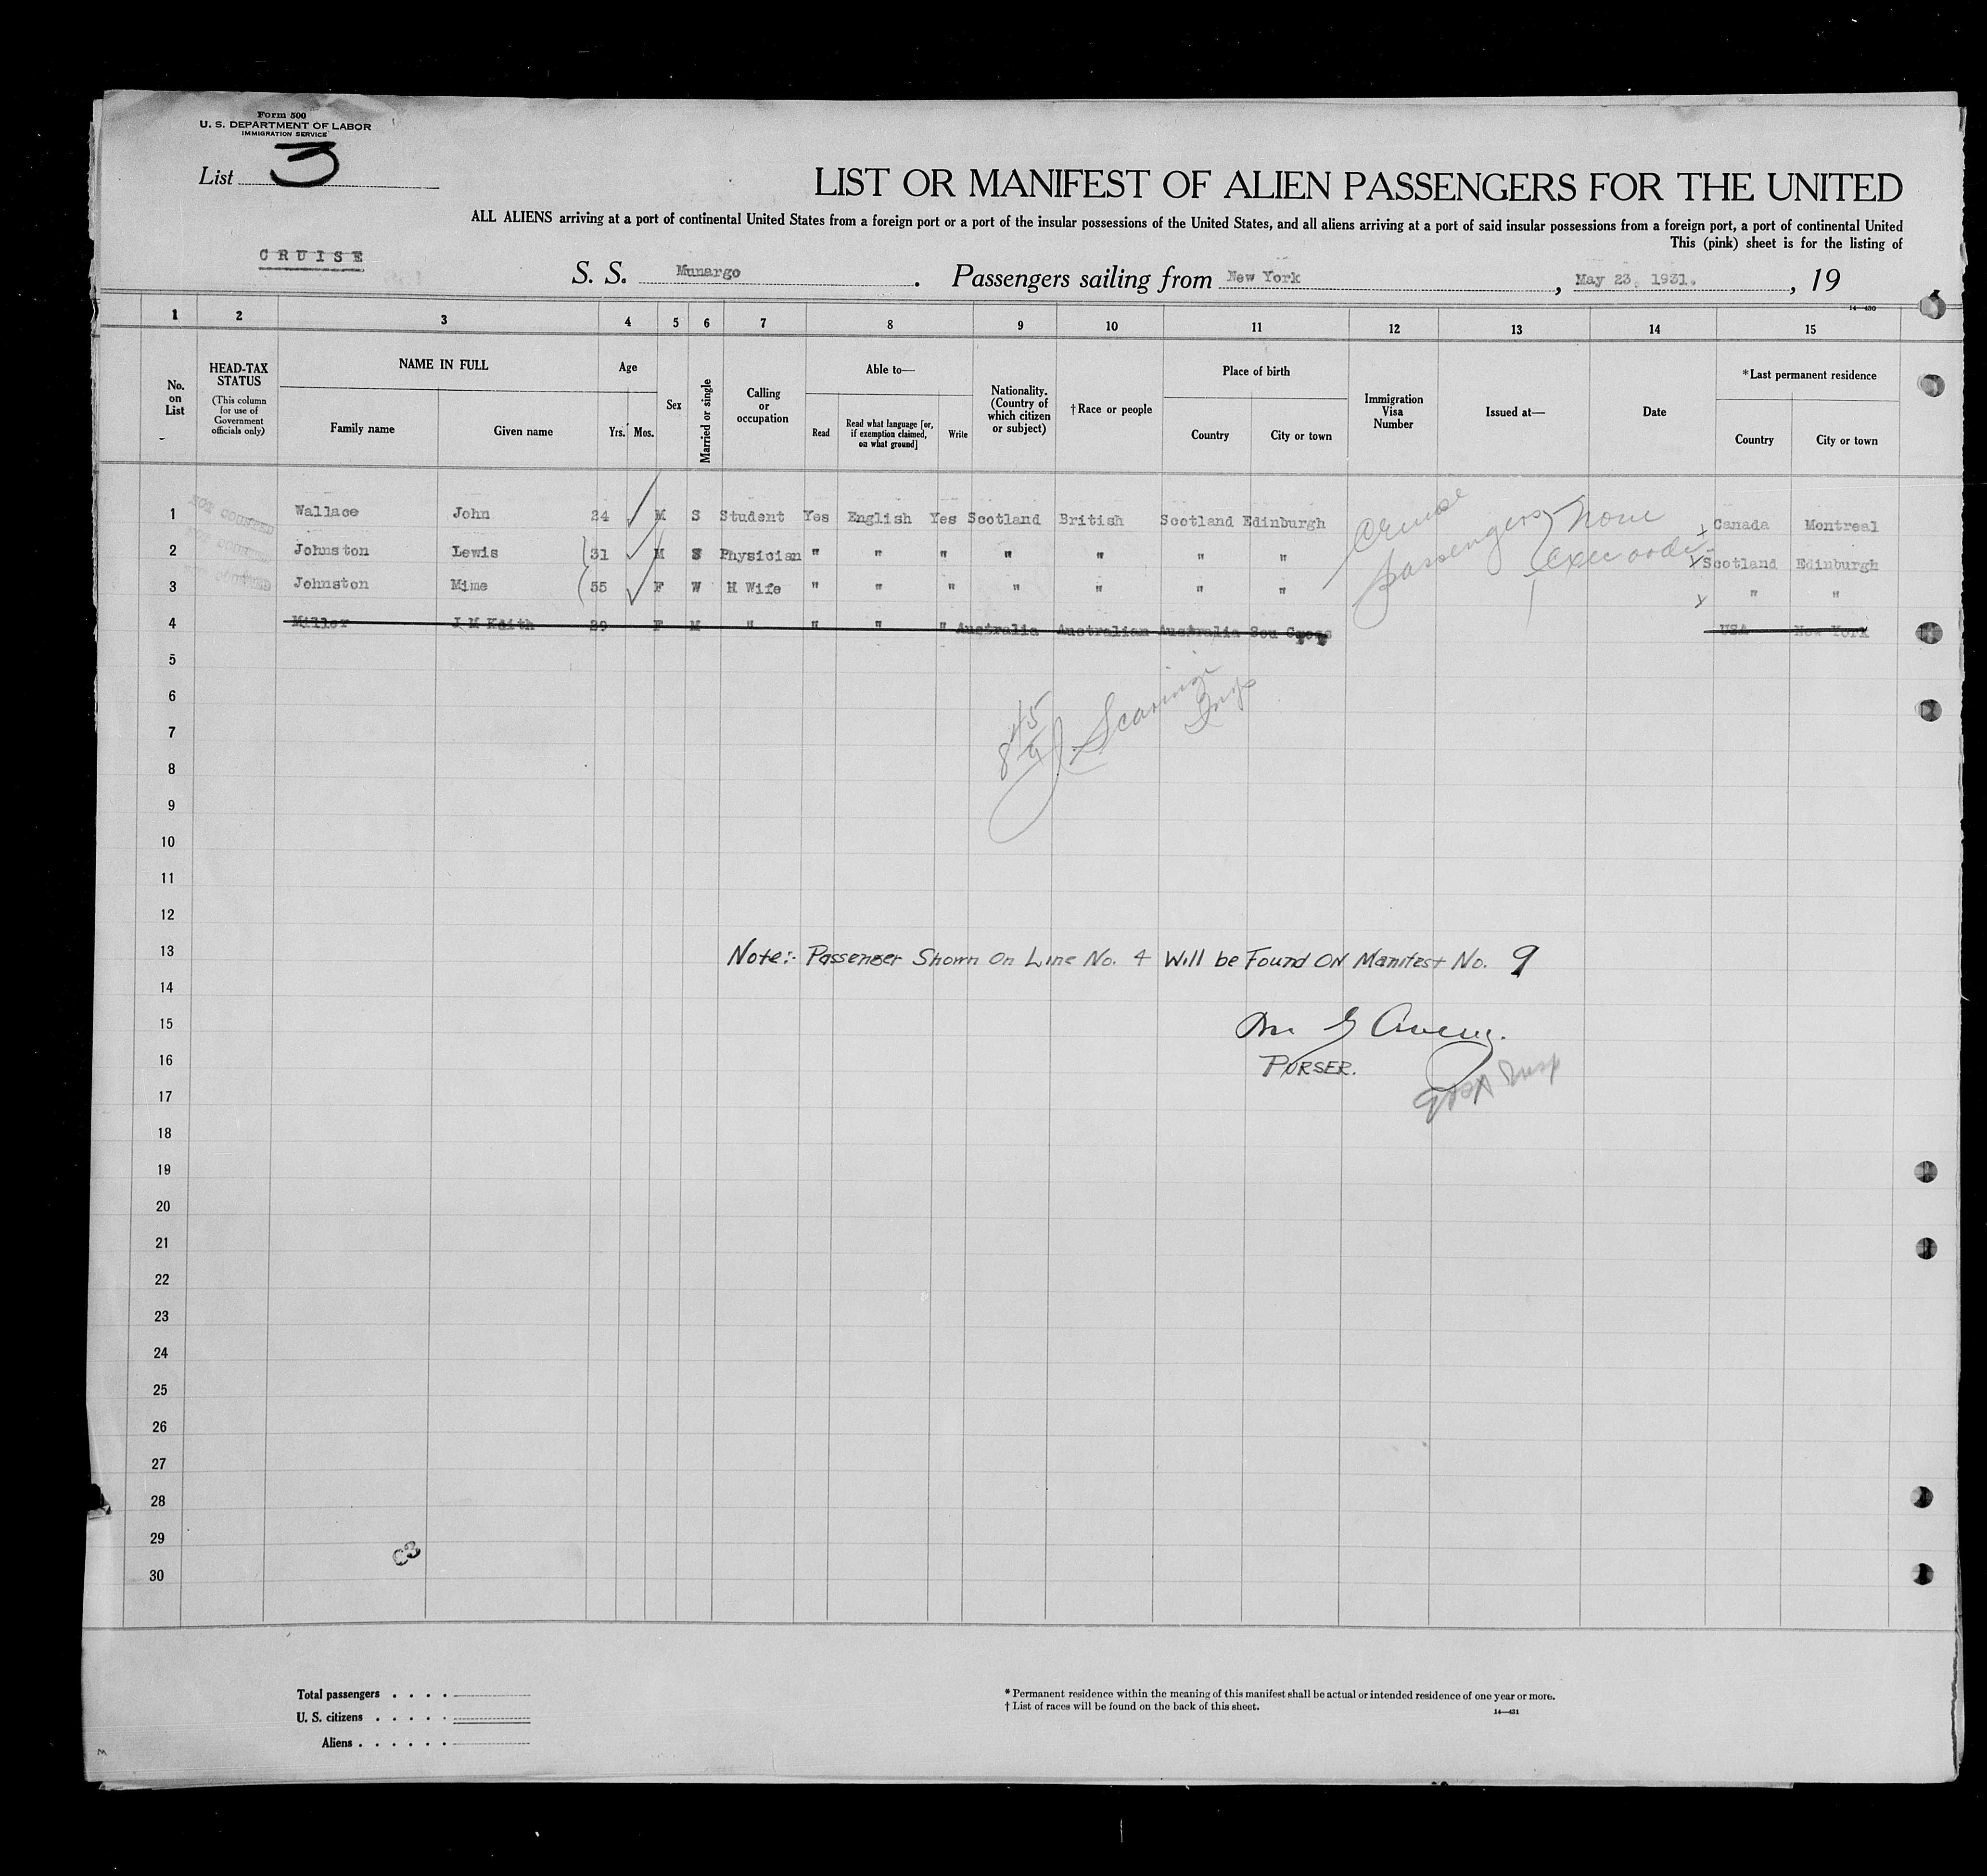 Form 500
U. S. DEPARTMENT OF LABOR
IMMIGRATION SERVICE
List 3
LIST OR MANIFEST OF ALIEN PASSENGERS FOR THE UNITED
ALL ALIENS arriving at a port of continental United States from a foreign port or a port of the insular possessions of the United States, and all aliens arriving at a port of said insular possessions from a foreign port, a port of continental United
This (pink) sheet is for the listing of
CRUISE
S. S. Munargo. Passengers sailing from New York, May 23, 1931., 19
14—430
1 2 3 4 5 6 7 8 9 10 11 12 13 14 15
No. on List
HEAD-TAX STATUS
(This column for use of Government officials only)
NAME IN FULL
Family name Given name
Age
Yrs. Mos.
Sex
Married or single
Calling or occupation
Able to—
Read
Read what language [or, if exemption claimed, on what ground]
Write
Nationality. (Country of which citizen or subject)
†Race or people
Place of birth
Country City or town
Immigration Visa Number
Issued at—
Date
*Last permanent residence
Country City or town
1 NOT COUNTED Wallace John 24 M S Student Yes English Yes Scotland British Scotland Edinburgh Canada Montreal
2 NOT COUNTED Johnston Lewis 31 M S Physician " " " " " " " Scotland Edinburgh
3 NOT COUNTED Johnston Mime 55 F W H Wife " " " " " " " " "
4 Miller J M Keith 29 F M " " " " Australia Australian Australia Sou USA New York
Cruise
passengers
none
5
6
7
8
9
10
11
12
13 Note:- Passenger Shown On Line No. 4 Will be Found ON Manifest No. 9
14
15
16 PURSER.
17
18
19
20
21
22
23
24
25
26
27
28
29
30
C3
Total passengers . . . .
U. S. citizens . . . . .
Aliens . . . . . .
* Permanent residence within the meaning of this manifest shall be actual or intended residence of one year or more.
† List of races will be found on the back of this sheet.
14—431